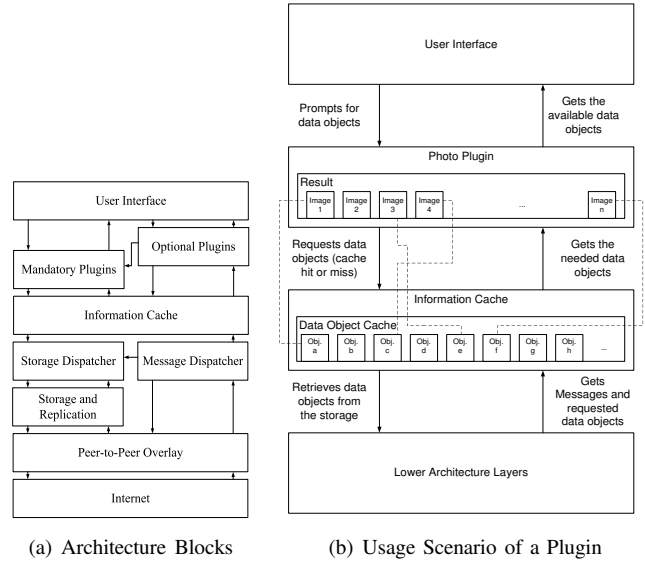 User Interface
Optional Plugins
Mandatory Plugins
Information Cache
Storage Dispatcher
Message Dispatcher
Storage and
Replication
Peer-to-Peer Overlay
Internet
(a) Architecture Blocks
User Interface
Prompts for
data objects
Gets the
available data
objects
Photo Plugin
Result
Image
1
Image
2
Image
3
Image
4
...
Image
n
Requests data
objects (cache
hit or miss)
Gets the
needed data
objects
Information Cache
Data Object Cache
Obj.
a
Obj.
b
Obj.
c
Obj.
d
Obj.
e
Obj.
f
Obj.
g
Obj.
h
...
Retrieves data
objects from
the storage
Gets
Messages and
requested
data objects
Lower Architecture Layers
(b) Usage Scenario of a Plugin